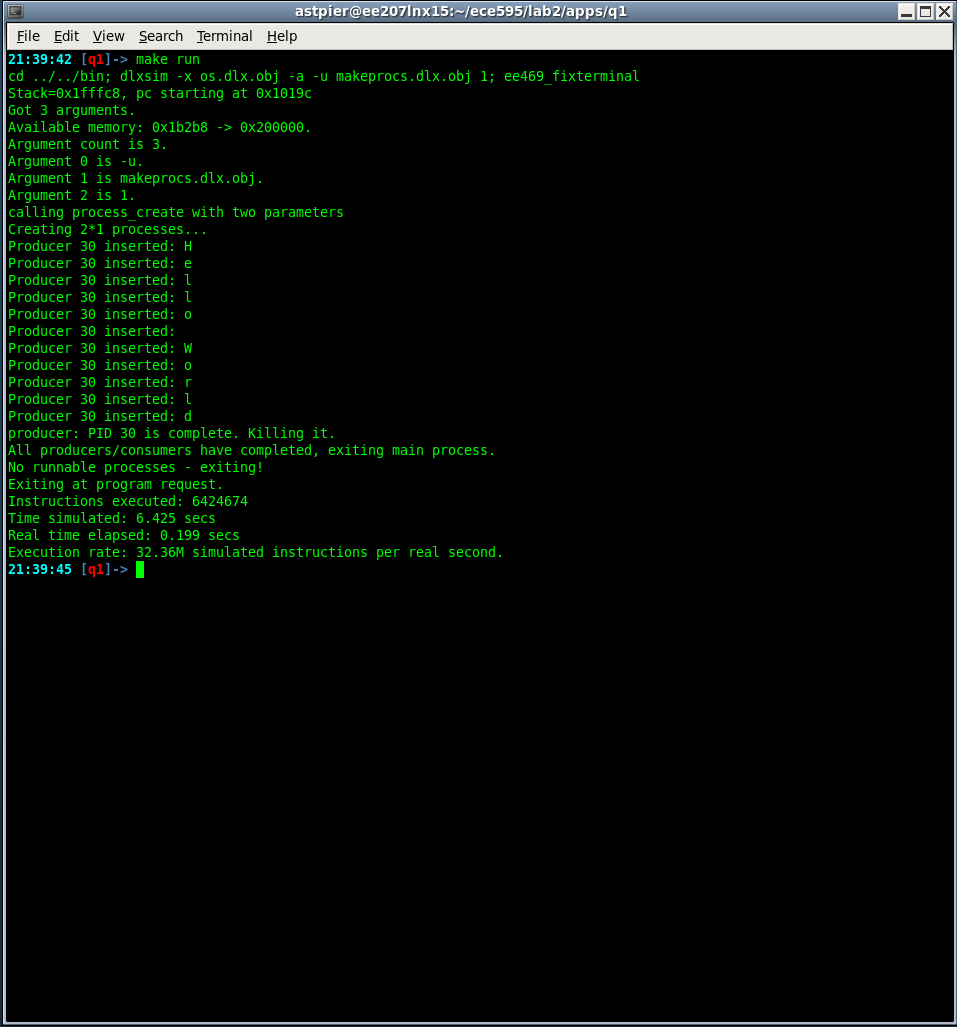 astpier@ee207lnx15:~/ece595/lab2/apps/q1
File Edit View Search Terminal Help
21:39:42 [q1]-> make run
cd ../../bin; dlxsim -x os.dlx.obj -a -u makeprocs.dlx.obj 1; ee469_fixterminal
Stack=0x1fffc8, pc starting at 0x1019c
Got 3 arguments.
Available memory: 0x1b2b8 -> 0x200000.
Argument count is 3.
Argument 0 is -u.
Argument 1 is makeprocs.dlx.obj.
Argument 2 is 1.
calling process_create with two parameters
Creating 2*1 processes...
Producer 30 inserted: H
Producer 30 inserted: e
Producer 30 inserted: l
Producer 30 inserted: l
Producer 30 inserted: o
Producer 30 inserted:
Producer 30 inserted: W
Producer 30 inserted: o
Producer 30 inserted: r
Producer 30 inserted: l
Producer 30 inserted: d
producer: PID 30 is complete. Killing it.
All producers/consumers have completed, exiting main process.
No runnable processes - exiting!
Exiting at program request.
Instructions executed: 6424674
Time simulated: 6.425 secs
Real time elapsed: 0.199 secs
Execution rate: 32.36M simulated instructions per real second.
21:39:45 [q1]->